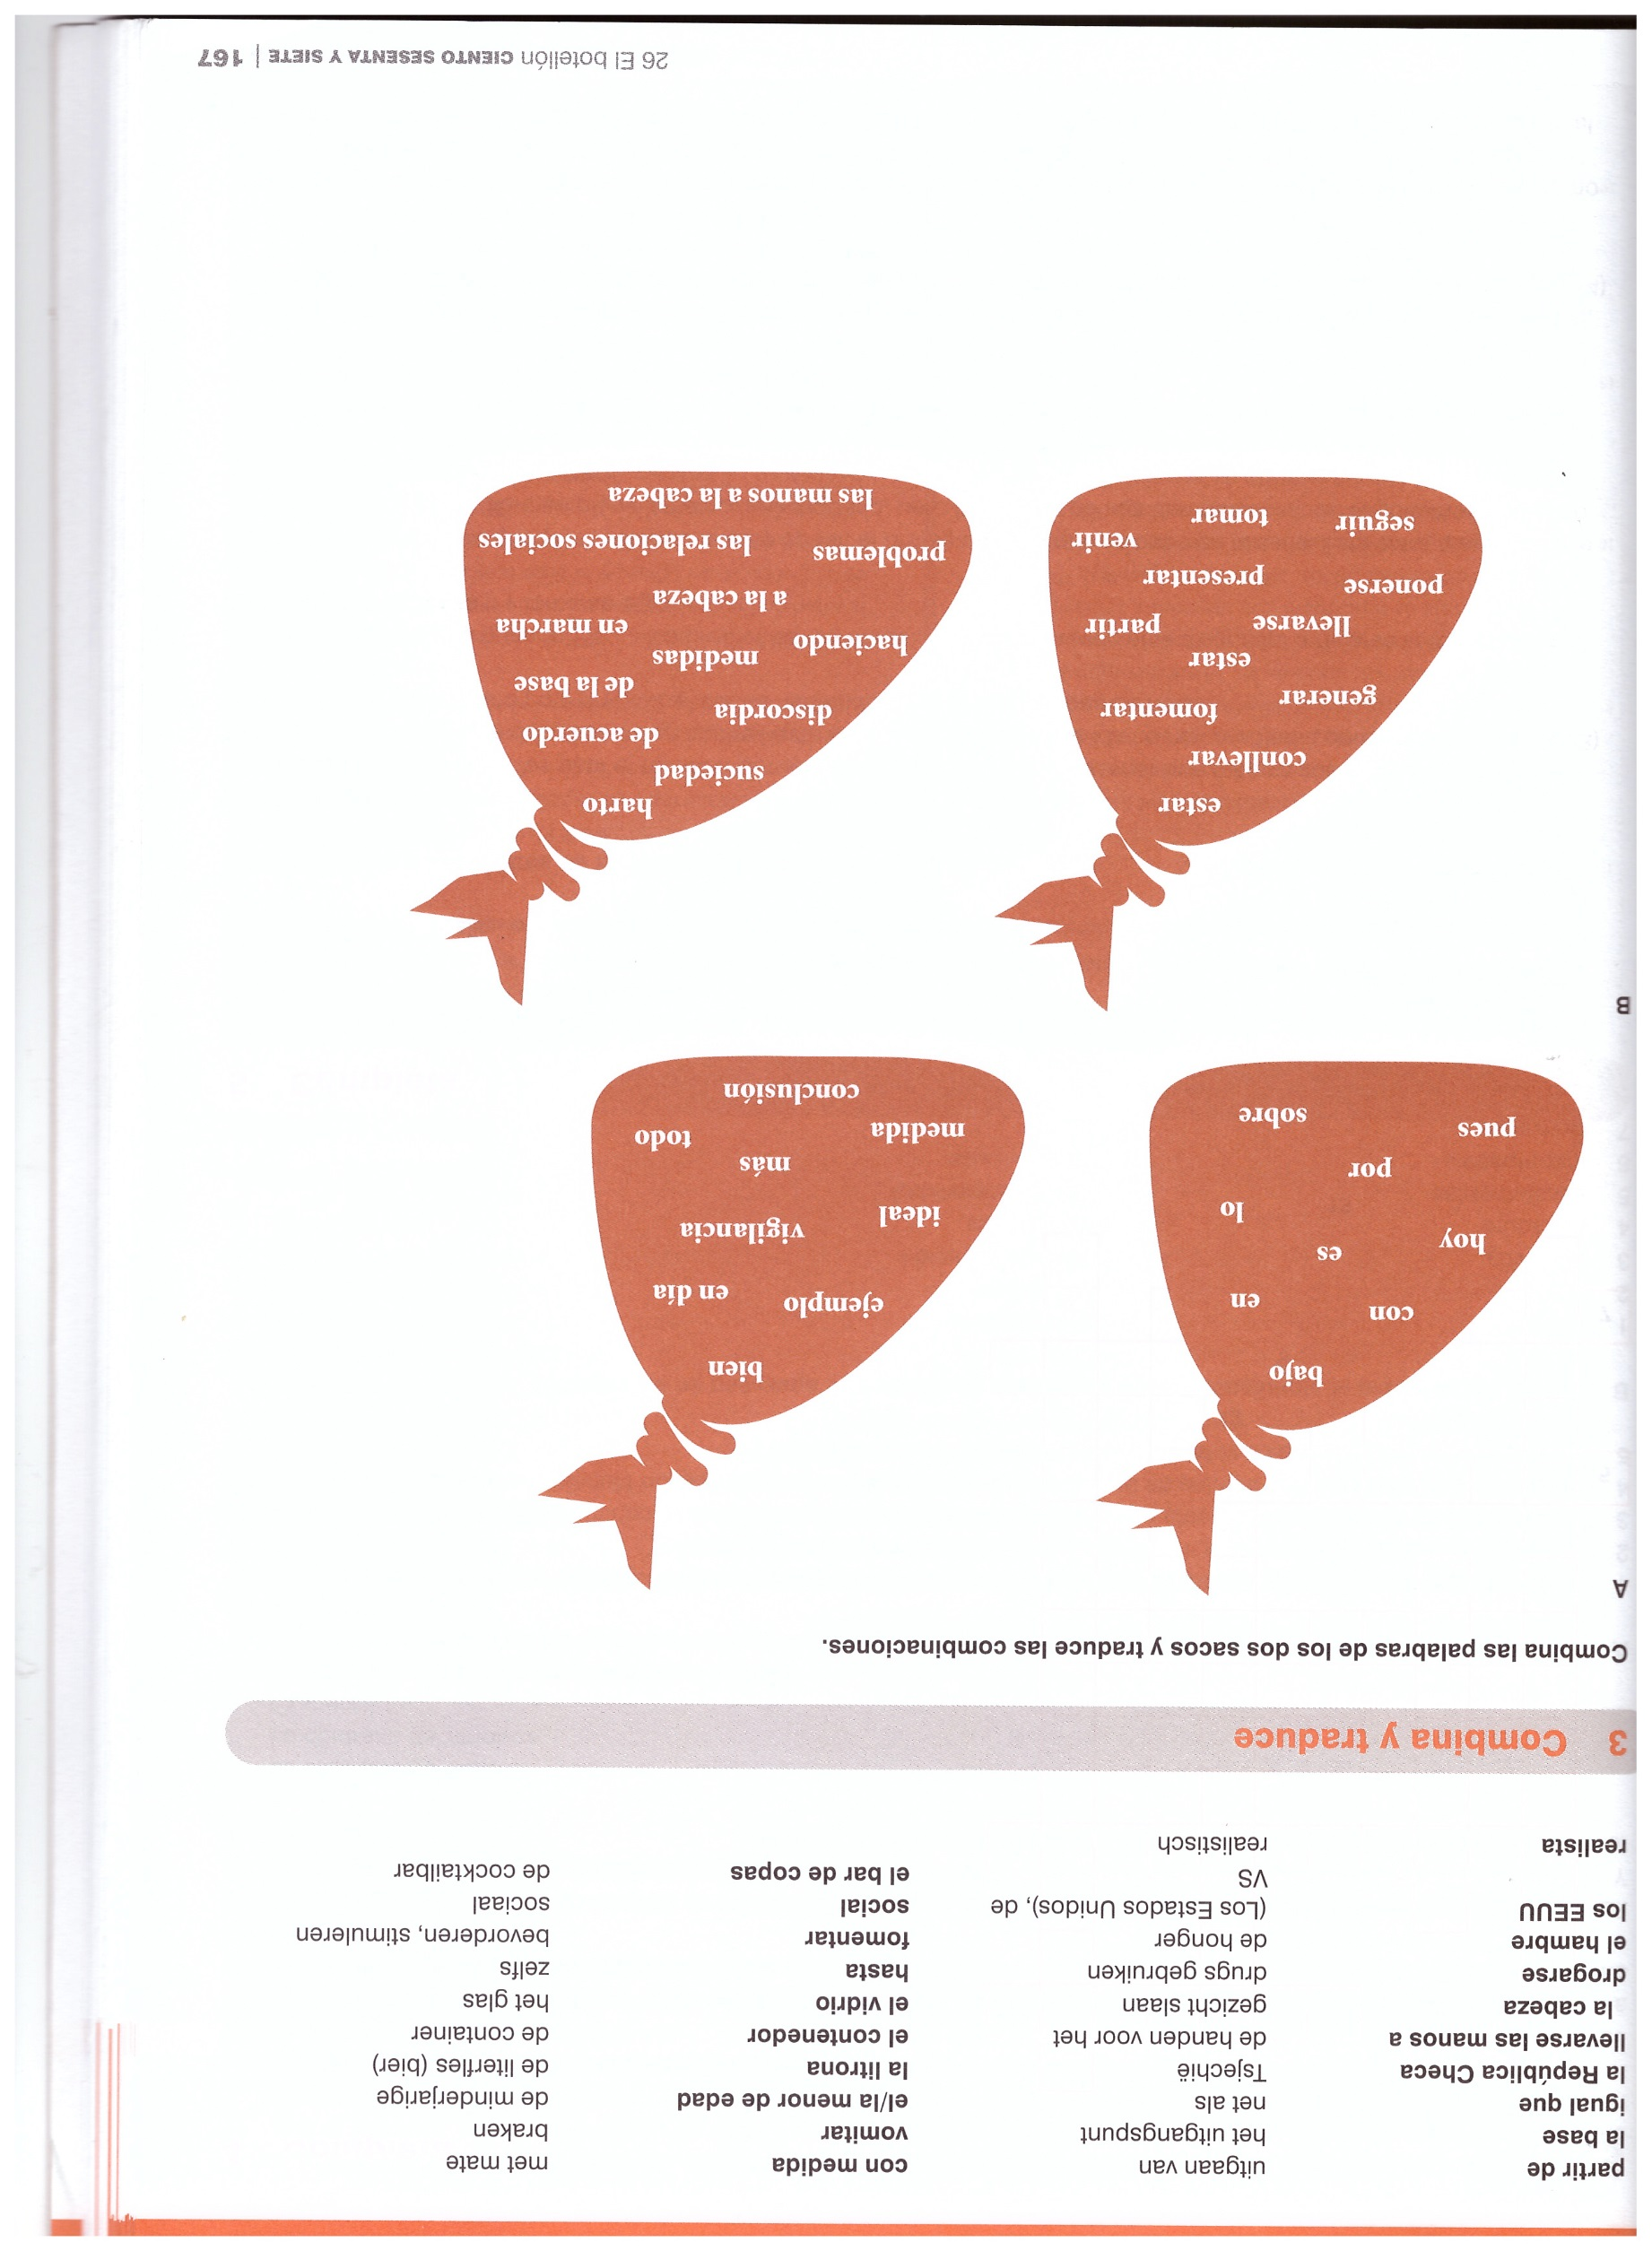 partir de uitgaan van con medida met mate
la base het uitgangspunt vomitar braken
igual que net als el/la menor de edad de minderjarige
la República Checa Tsjechië la litrona de literfles (bier)
llevarse las manos a de handen voor het el contenedor de container
la cabeza gezicht slaan el vidrio het glas
drogarse drugs gebruiken hasta zelfs
el hambre de honger fomentar bevorderen, stimuleren
los EEUU (Los Estados Unidos), de social sociaal
VS el bar de copas de cocktailbar
realista realistisch
3 Combina y traduce
Combina las palabras de los dos sacos y traduce las combinaciones.
A
bajo
con
en
es
hoy
lo
por
pues
sobre
bien
ejemplo
en día
vigilancia
ideal
más
todo
medida
conclusión
B
estar
conllevar
generar
fomentar
estar
llevarse
partir
ponerse
presentar
venir
seguir
tomar
harto
suciedad
de acuerdo
discordia
de la base
medidas
haciendo
en marcha
a la cabeza
problemas
las relaciones sociales
las manos a la cabeza
26 El botellón CIENTO SESENTA Y SIETE | 167